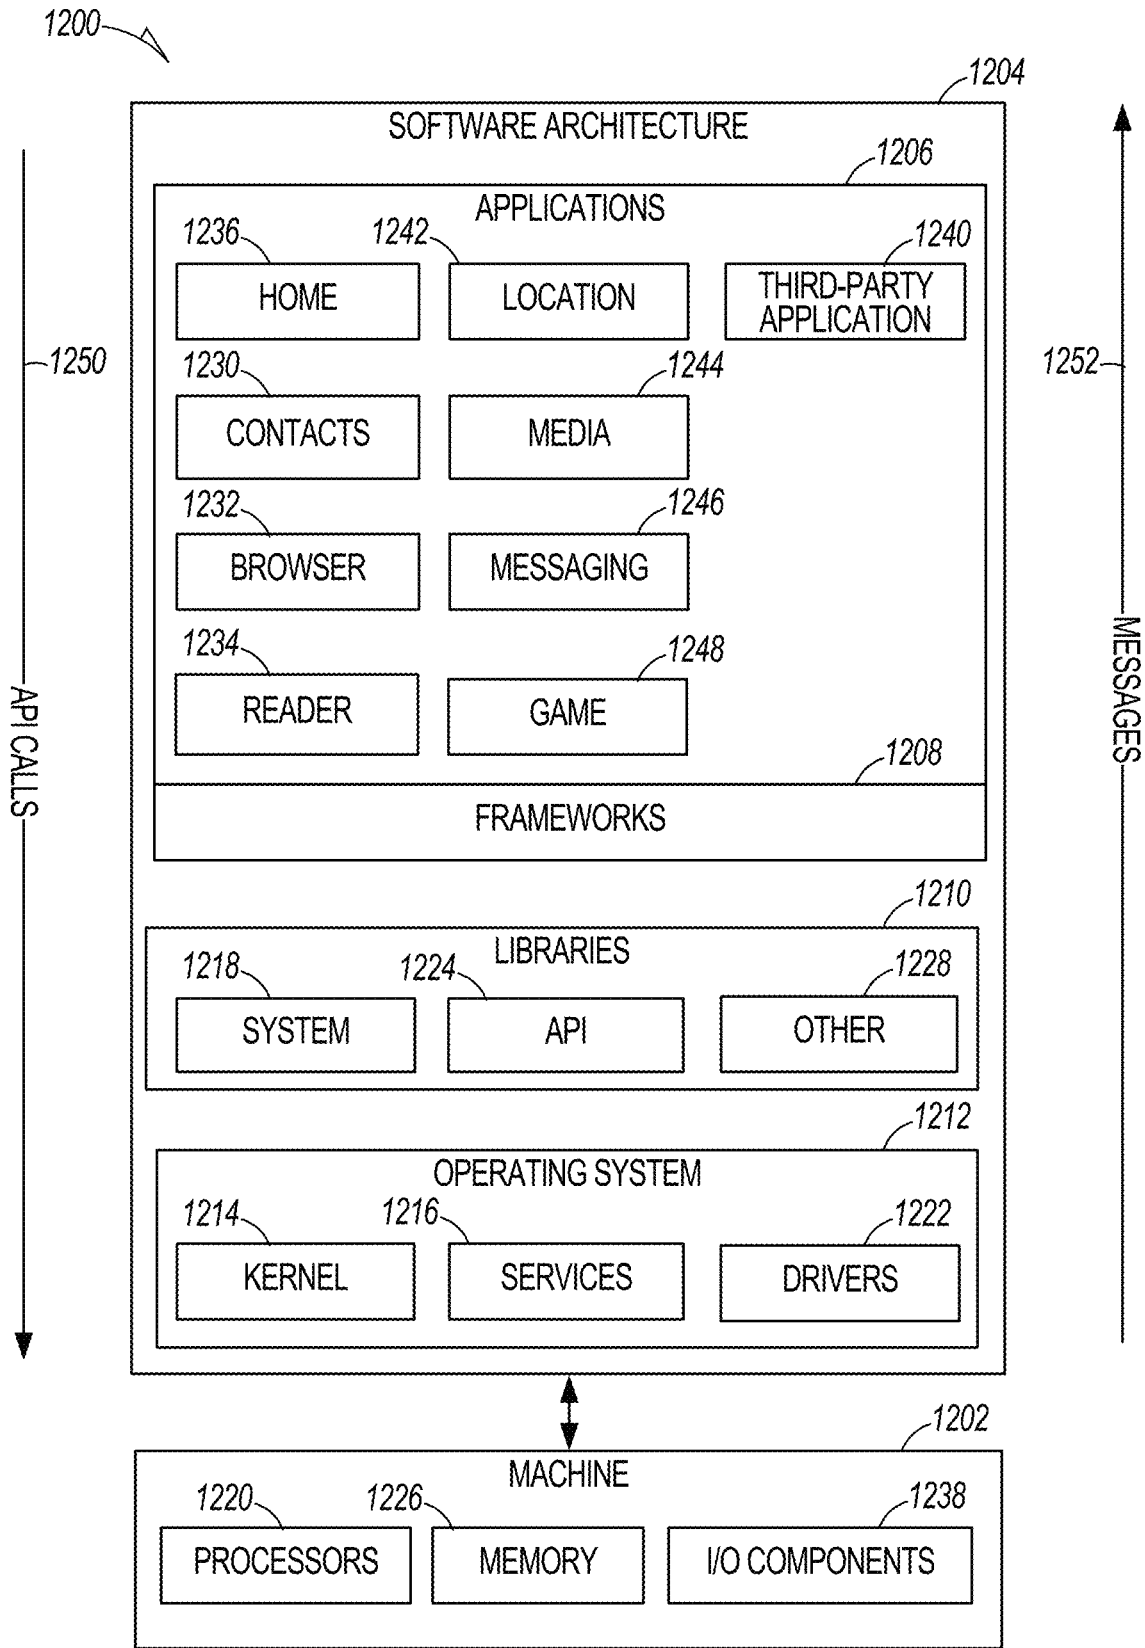 1200
1204
SOFTWARE ARCHITECTURE
1206
APPLICATIONS
1236
1242
1240
HOME
LOCATION
THIRD-PARTY
APPLICATION
1250
1252
1230
1244
CONTACTS
MEDIA
1232
1246
BROWSER
MESSAGING
1234
1248
READER
GAME
API CALLS
MESSAGES
1208
FRAMEWORKS
1210
LIBRARIES
1218
1224
1228
SYSTEM
API
OTHER
1212
OPERATING SYSTEM
1214
1216
1222
KERNEL
SERVICES
DRIVERS
1202
MACHINE
1220
1226
1238
PROCESSORS
MEMORY
I/O COMPONENTS